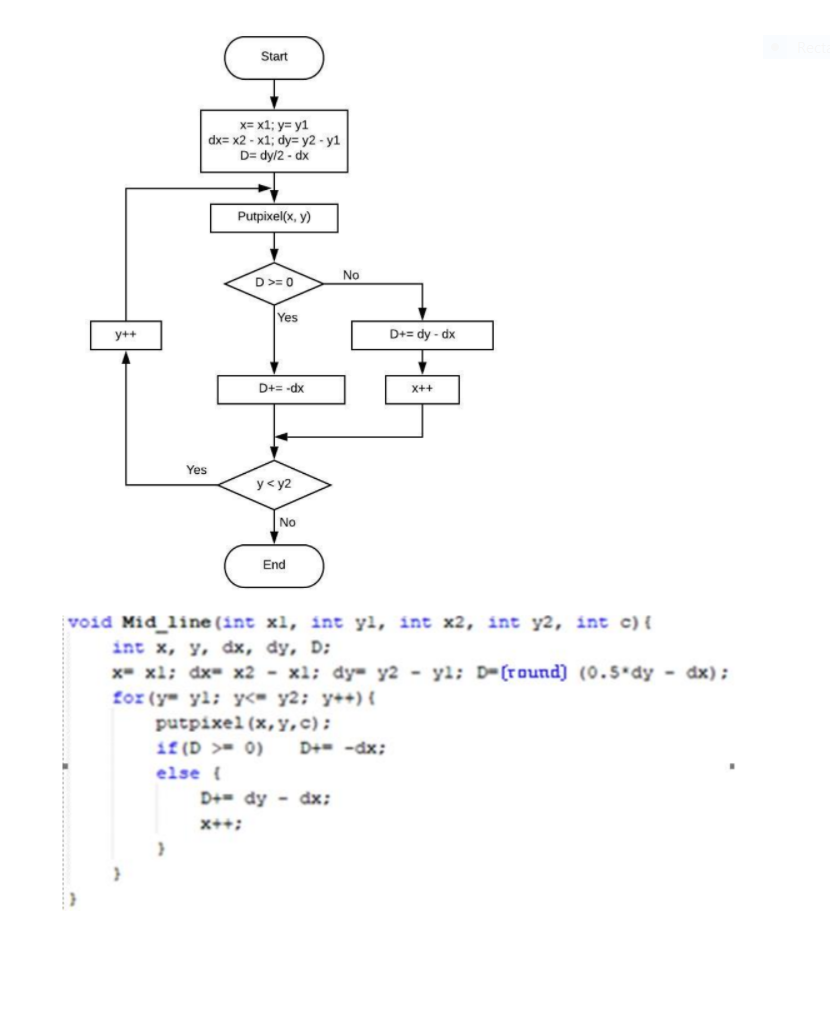 Start
x= x1; y= y1
dx= x2 - x1; dy= y2 - y1
D= dy/2 - dx
Putpixel(x, y)
D >= 0
No
Yes
y++
D+= dy - dx
D+= -dx
x++
Yes
y < y2
No
End
void Mid_line(int x1, int y1, int x2, int y2, int c){
int x, y, dx, dy, D;
x= x1; dx= x2 - x1; dy= y2 - y1; D=(round) (0.5*dy - dx);
for(y= y1; y<= y2; y++){
putpixel(x,y,c);
if(D >= 0) D+= -dx;
else {
D+= dy - dx;
x++;
}
}
}